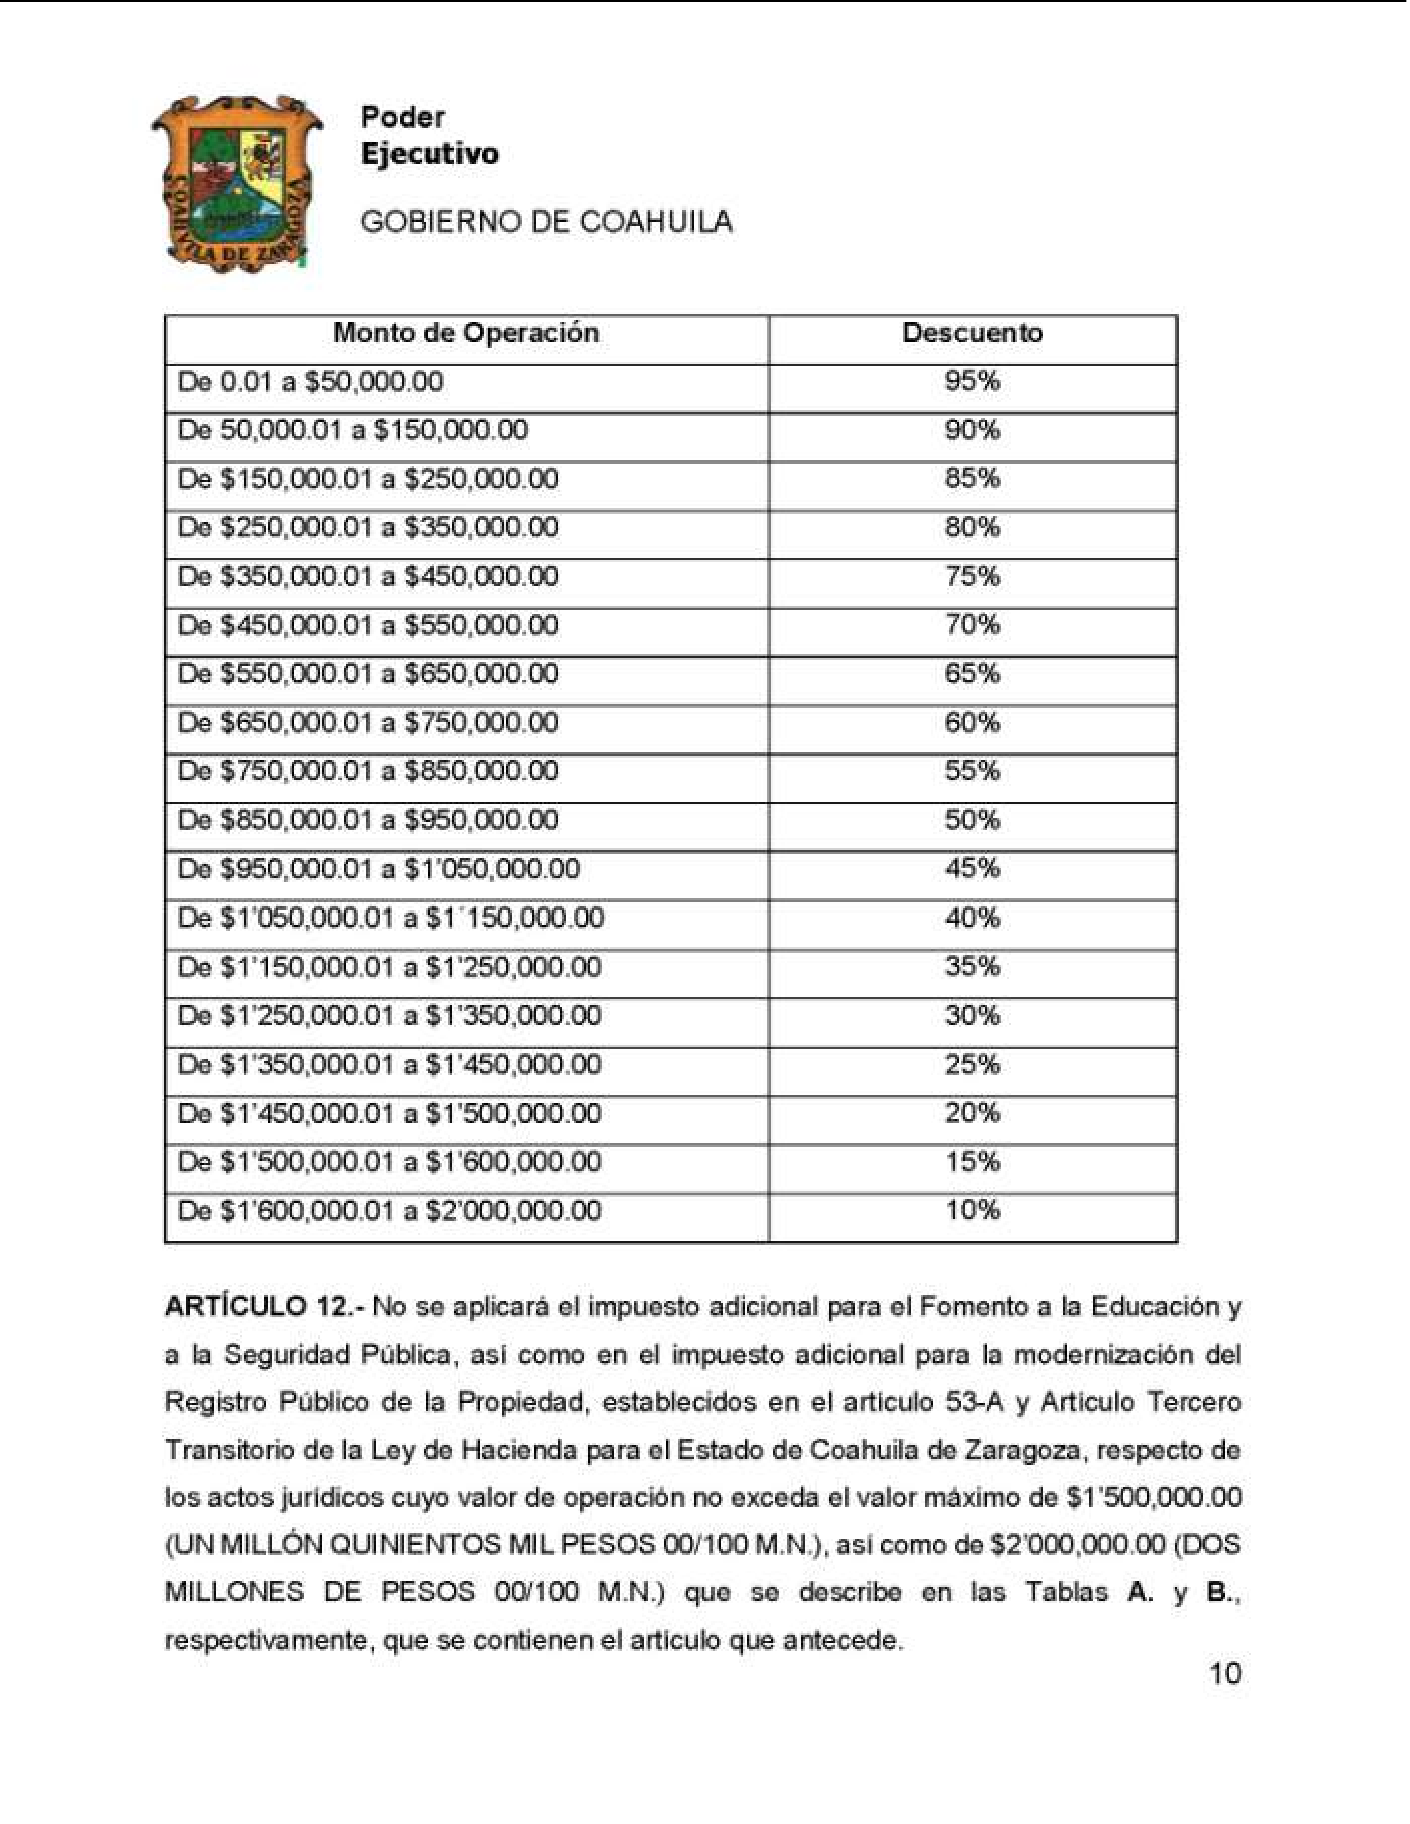 Poder
Ejecutivo
GOBIERNO DE COAHUILA
COAHVILA DE ZARAGOZA
Monto de Operación Descuento
De 0.01 a $50,000.00 95%
De 50,000.01 a $150,000.00 90%
De $150,000.01 a $250,000.00 85%
De $250,000.01 a $350,000.00 80%
De $350,000.01 a $450,000.00 75%
De $450,000.01 a $550,000.00 70%
De $550,000.01 a $650,000.00 65%
De $650,000.01 a $750,000.00 60%
De $750,000.01 a $850,000.00 55%
De $850,000.01 a $950,000.00 50%
De $950,000.01 a $1'050,000.00 45%
De $1'050,000.01 a $1´150,000.00 40%
De $1'150,000.01 a $1'250,000.00 35%
De $1'250,000.01 a $1'350,000.00 30%
De $1'350,000.01 a $1'450,000.00 25%
De $1'450,000.01 a $1'500,000.00 20%
De $1'500,000.01 a $1'600,000.00 15%
De $1'600,000.01 a $2'000,000.00 10%
ARTÍCULO 12.- No se aplicará el impuesto adicional para el Fomento a la Educación y
a la Seguridad Pública, así como en el impuesto adicional para la modernización del
Registro Público de la Propiedad, establecidos en el artículo 53-A y Artículo Tercero
Transitorio de la Ley de Hacienda para el Estado de Coahuila de Zaragoza, respecto de
los actos jurídicos cuyo valor de operación no exceda el valor máximo de $1'500,000.00
(UN MILLÓN QUINIENTOS MIL PESOS 00/100 M.N.), así como de $2'000,000.00 (DOS
MILLONES DE PESOS 00/100 M.N.) que se describe en las Tablas A. y B.,
respectivamente, que se contienen el artículo que antecede.
10